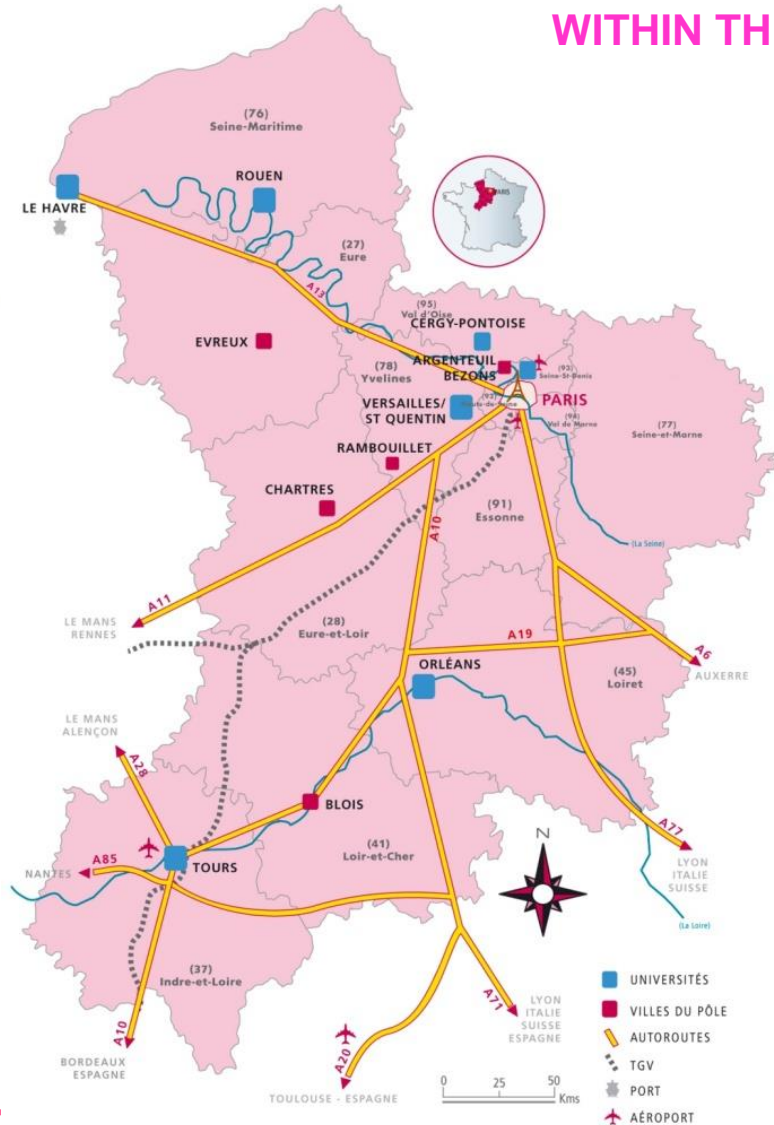 WITHIN TH
(76)
Seine-Maritime
ROUEN
LE HAVRE
PARIS
(27)
Eure
A13
(95)
Val d'Oise
CERGY-PONTOISE
EVREUX
ARGENTEUIL
BEZONS
(93)
Seine-St-Denis
(78)
Yvelines
(92)
PARIS
VERSAILLES/
ST QUENTIN
(94)
Val de Marne
(77)
Seine-et-Marne
RAMBOUILLET
CHARTRES
(91)
Essonne
A10
(La Seine)
A11
LE MANS
RENNES
(28)
Eure-et-Loir
A19
A6
AUXERRE
ORLÉANS
(45)
Loiret
LE MANS
ALENÇON
A28
BLOIS
A77
(41)
Loir-et-Cher
N
A85
TOURS
NANTES
LYON
ITALIE
SUISSE
(La Loire)
(37)
Indre-et-Loire
UNIVERSITÉS
VILLES DU PÔLE
AUTOROUTES
TGV
PORT
AÉROPORT
A71
LYON
ITALIE
SUISSE
ESPAGNE
A10
BORDEAUX
ESPAGNE
A20
TOULOUSE - ESPAGNE
0 25 50
Kms